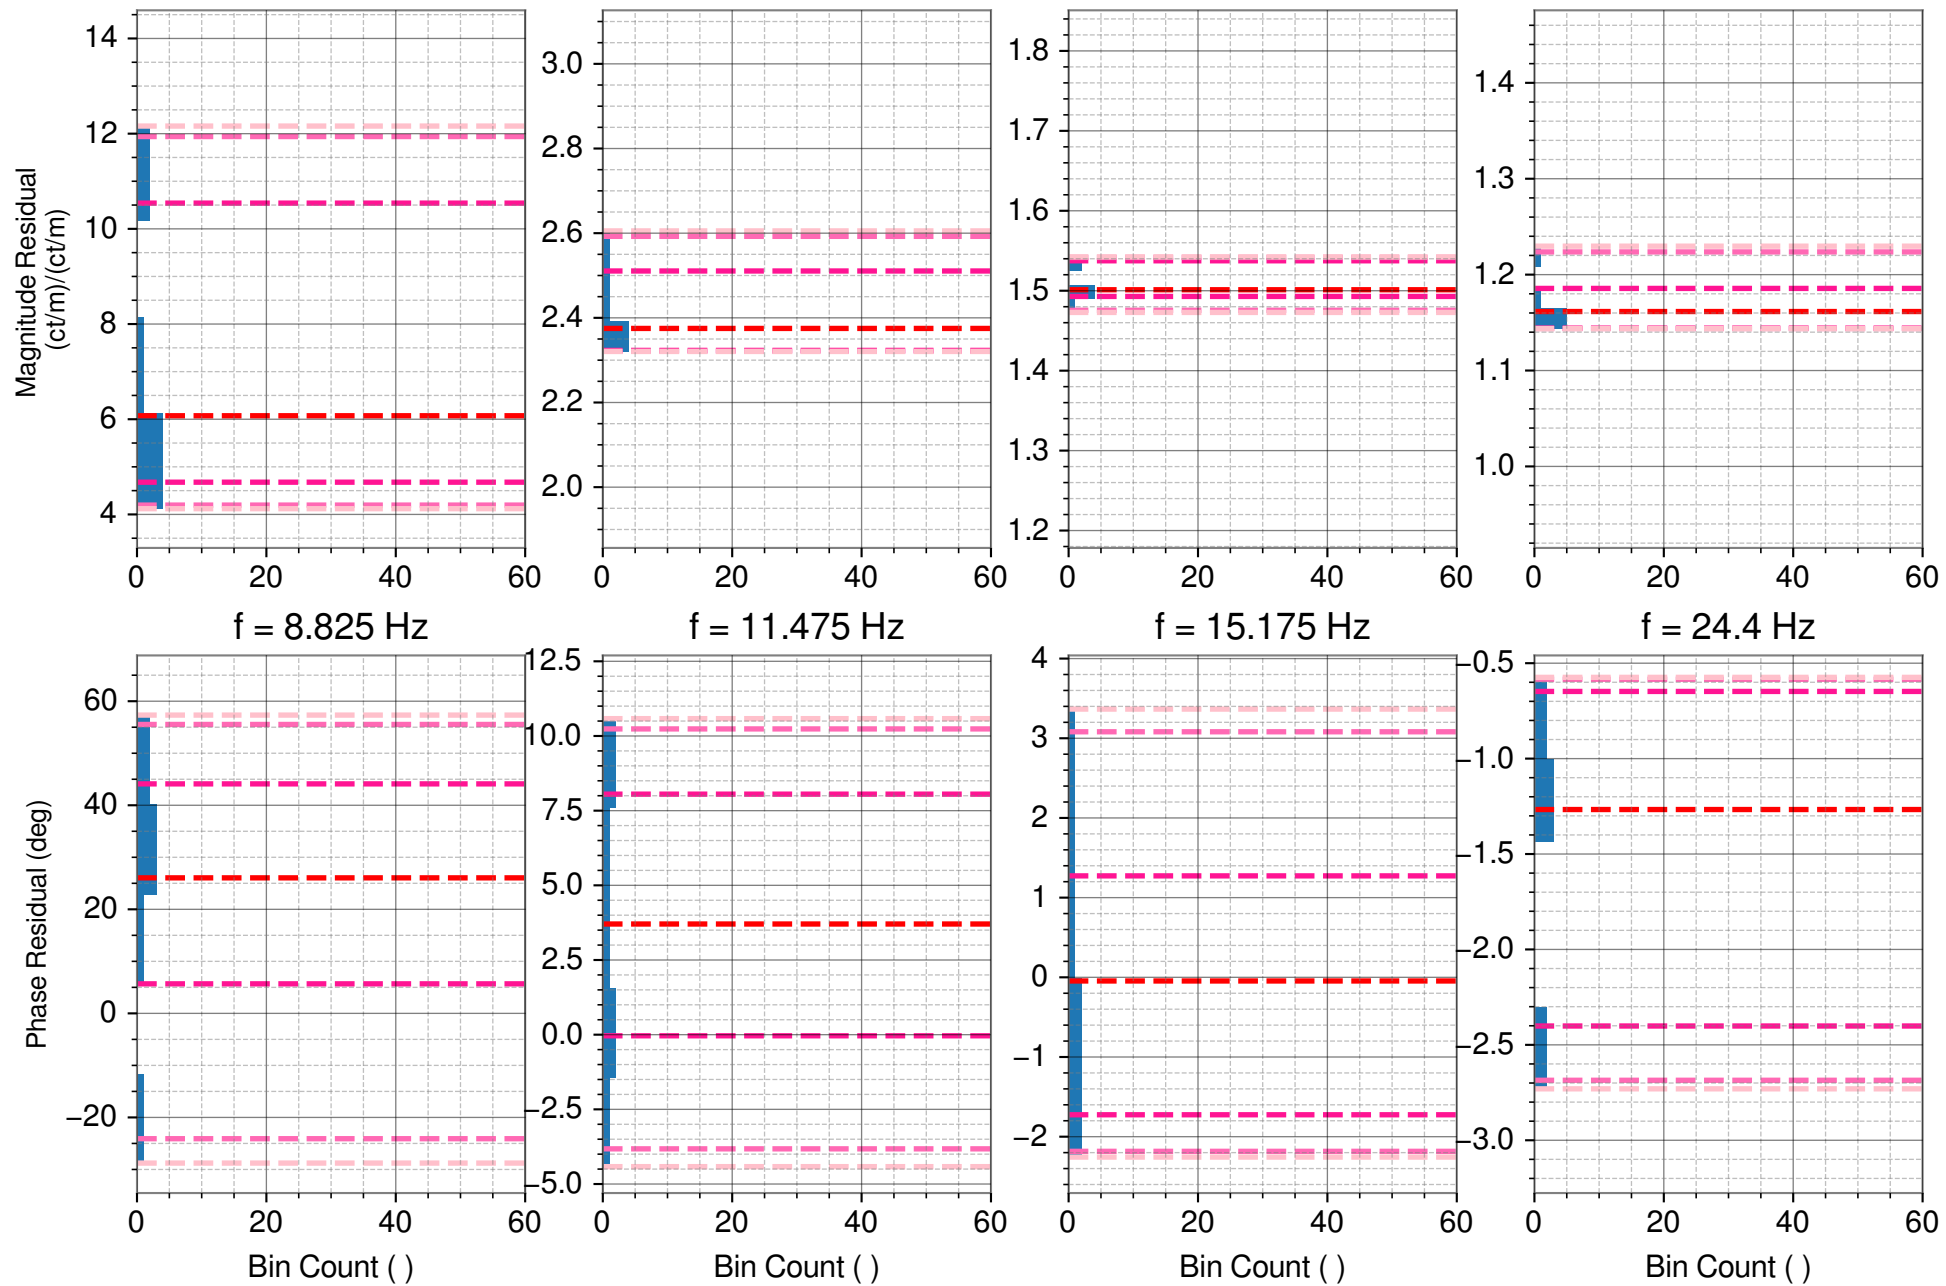 Magnitude Residual
(ct/m)/(ct/m)
14
12
10
8
6
4
0 20 40 60
3.0
2.8
2.6
2.4
2.2
2.0
0 20 40 60
1.8
1.7
1.6
1.5
1.4
1.3
1.2
0 20 40 60
1.4
1.3
1.2
1.1
1.0
0 20 40 60
f = 8.825 Hz
f = 11.475 Hz
f = 15.175 Hz
f = 24.4 Hz
Phase Residual (deg)
60
40
20
0
−20
0 20 40 60
Bin Count ( )
12.5
10.0
7.5
5.0
2.5
0.0
−2.5
−5.0
0 20 40 60
Bin Count ( )
4
3
2
1
0
−1
−2
0 20 40 60
Bin Count ( )
−0.5
−1.0
−1.5
−2.0
−2.5
−3.0
0 20 40 60
Bin Count ( )